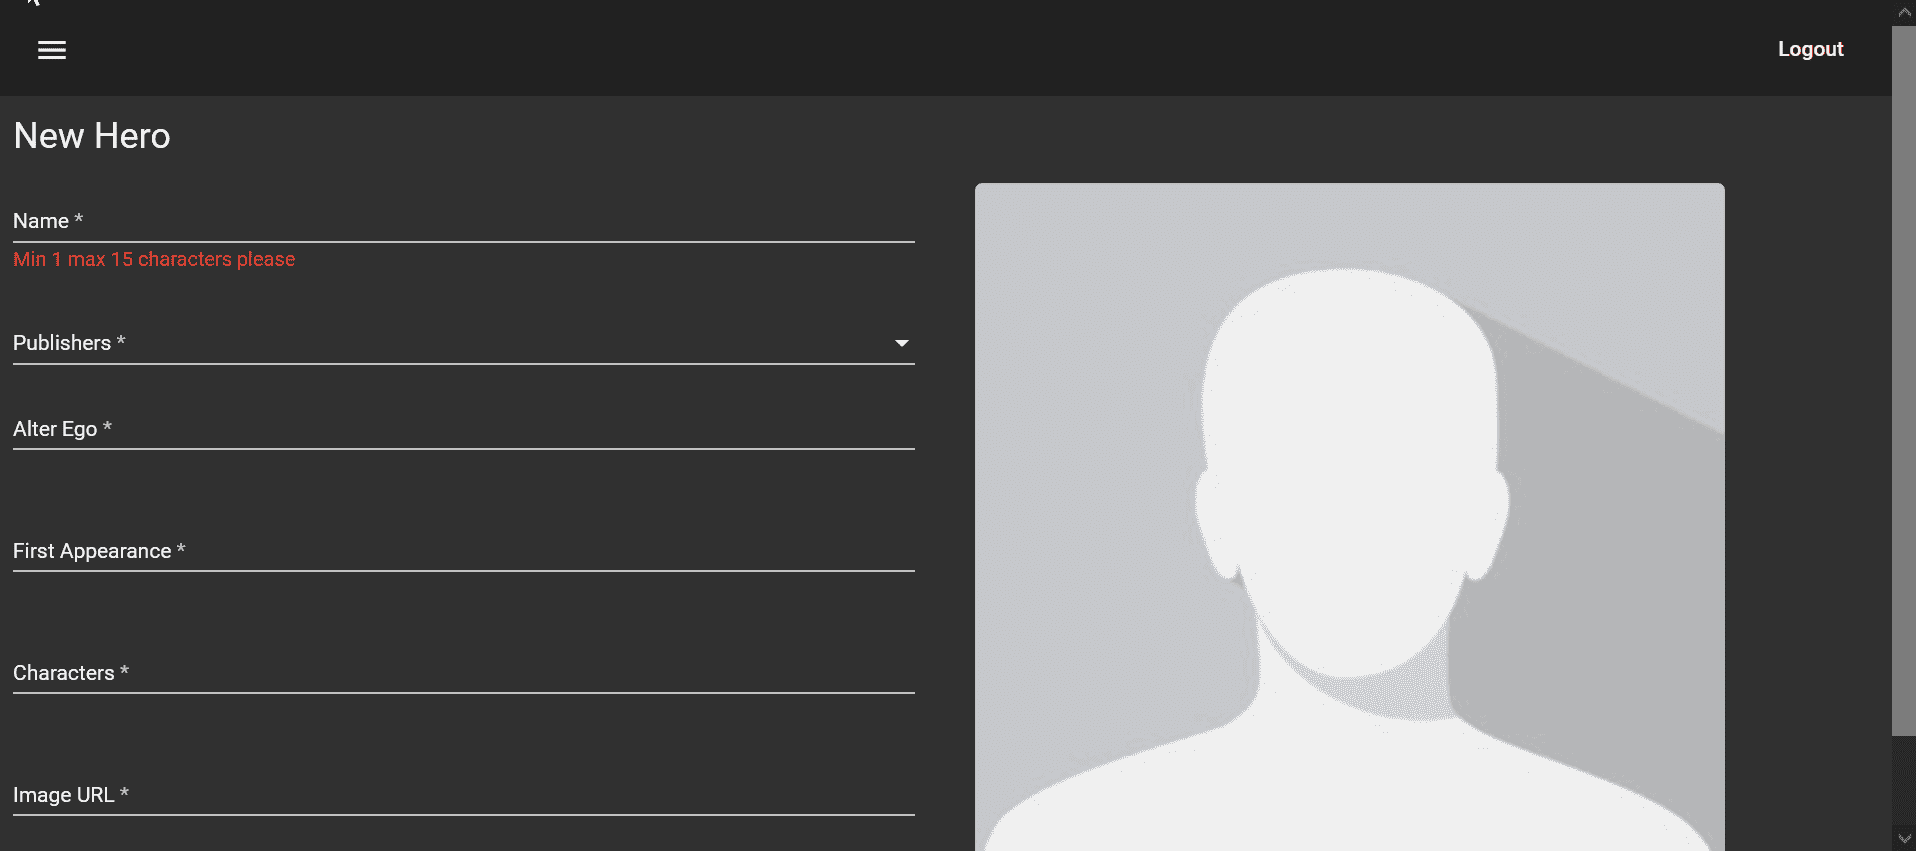 Logout
New Hero
Name *
Min 1 max 15 characters please
Publishers *
Alter Ego *
First Appearance *
Characters *
Image URL *